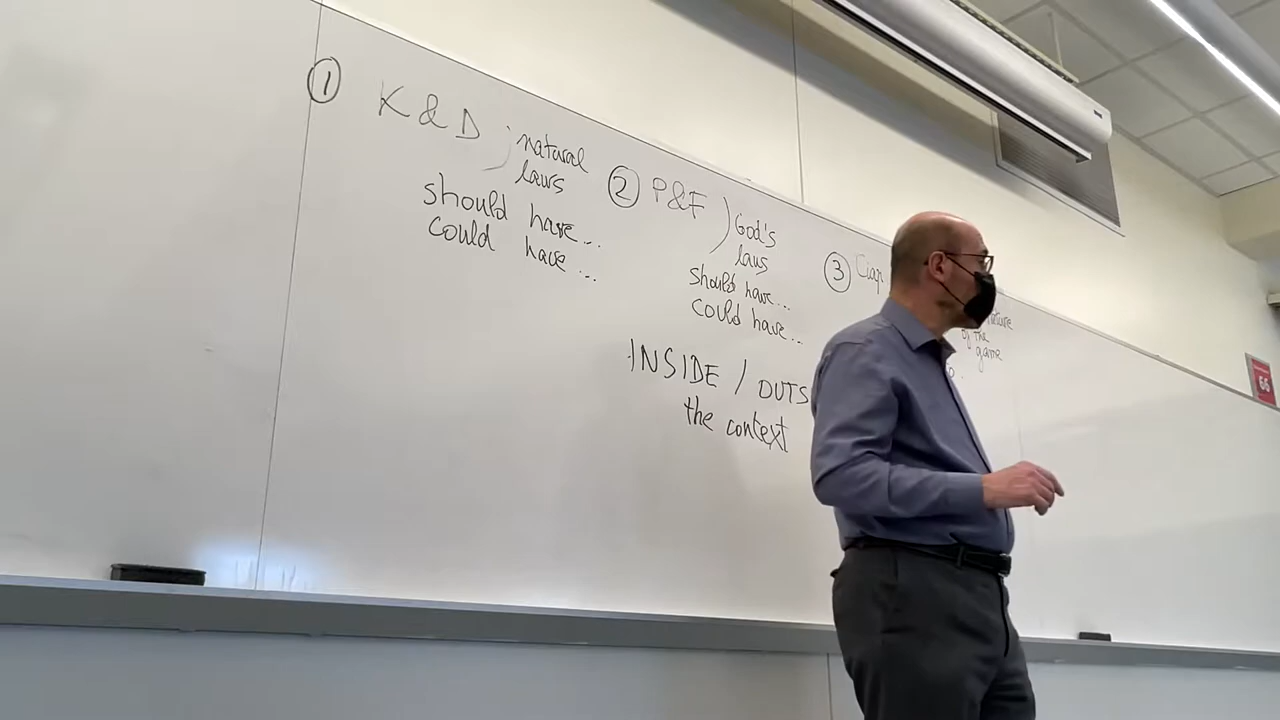 ① K & D
natural
laws
should have...
could have...
② P&F
God's
laws
should have...
could have...
③
of the
game
INSIDE / OUTS
the context
66